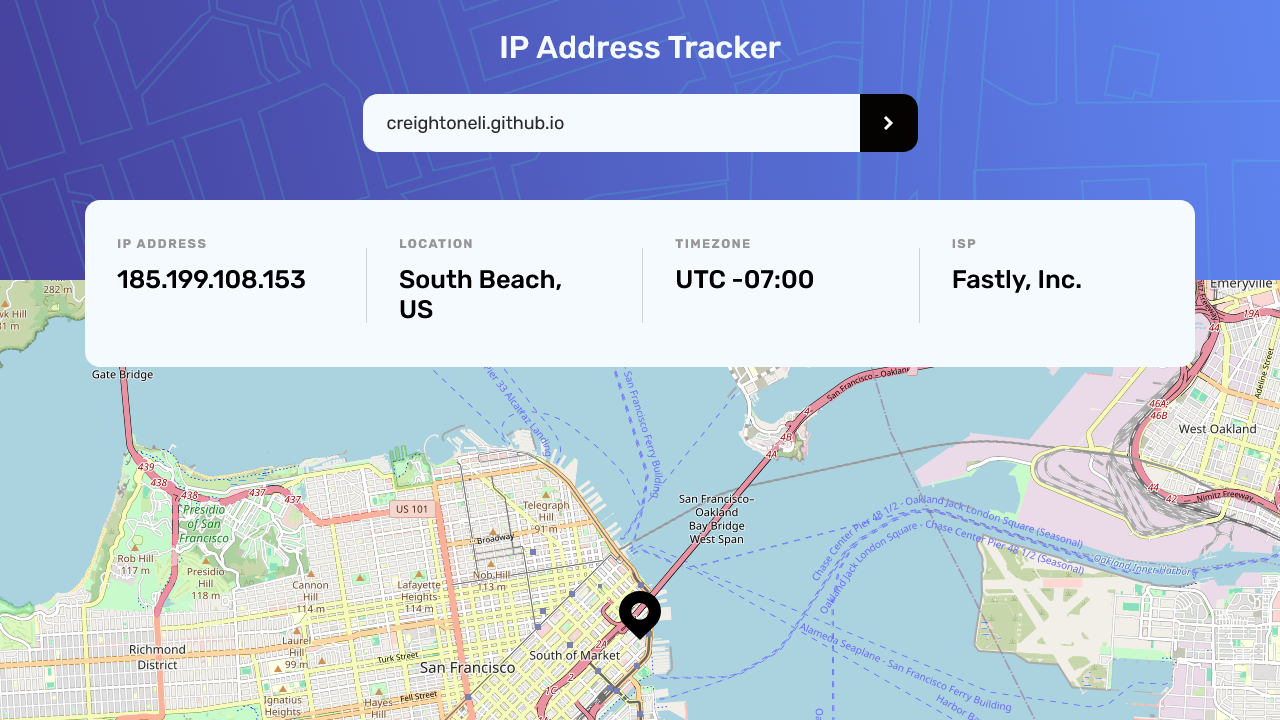 IP Address Tracker
creightoneli.github.io
IP ADDRESS
185.199.108.153
LOCATION
South Beach,
US
TIMEZONE
UTC -07:00
ISP
Fastly, Inc.
282 m
Emeryville
19A
Gate Bridge
Pier 33 Alcatraz Landing
San Francisco Ferry Building
San Francisco – Oakland
Adeline Street
46A
46B
West Oakland
4
4B
4A
439
438
438
437
437
44
42
Nimitz Freeway
US 101
Presidio
of San
Francisco
Telegraph
91 m
San Francisco–
Oakland
Bay Bridge
West Span
Chase Center Pier 48 1/2 - Oakland Jack London Square (Seasonal)
Oakland Jack London Square - Chase Center Pier 48 1/2 (Seasonal)
Oakland Inner Harbor
Broadway
Rob Hill
117 m
Presidio
Hill
118 m
Cannon
Hill
114 m
Lafayette
Heights
114 m
Nob Hill
113 m
Laurel
Hill
99 m
Richmond
District
Turk Street
San Francisco
South of Market
2
1C
Fell Street
Hayes
Hill
Ignatius
Heights
Alameda Seaplane - San Francisco Ferry Building